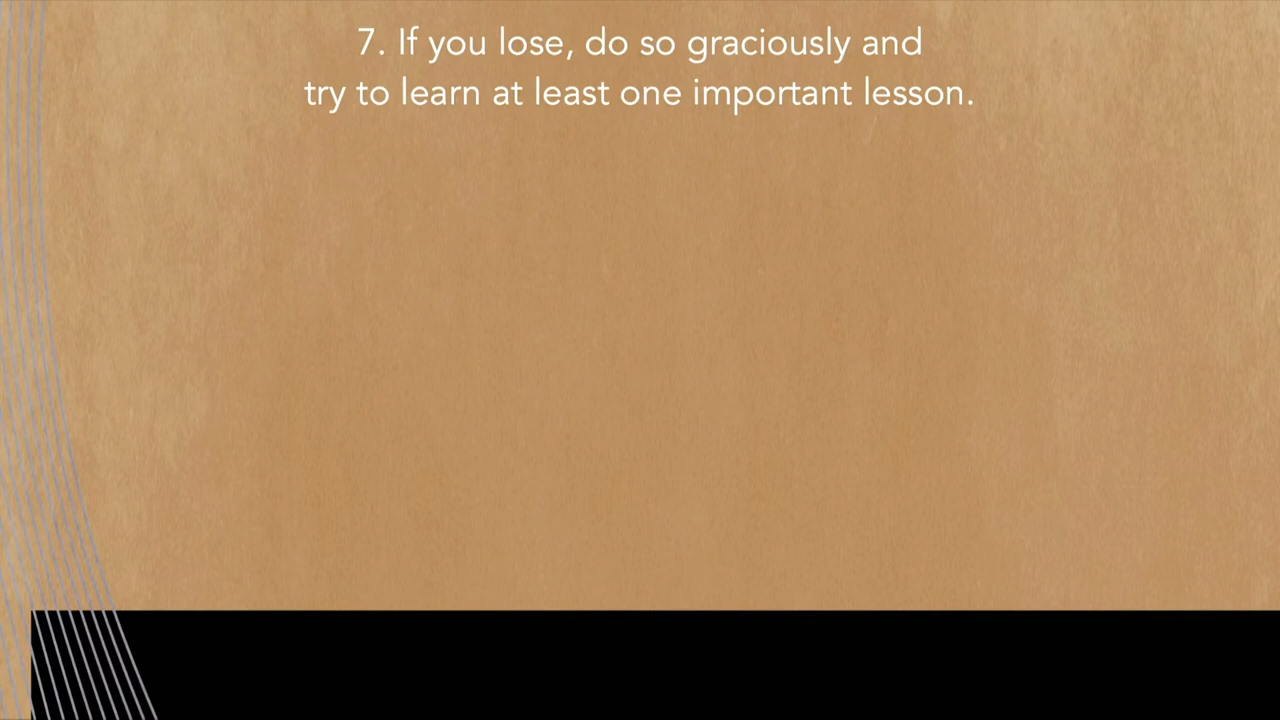 7. If you lose, do so graciously and
try to learn at least one important lesson.